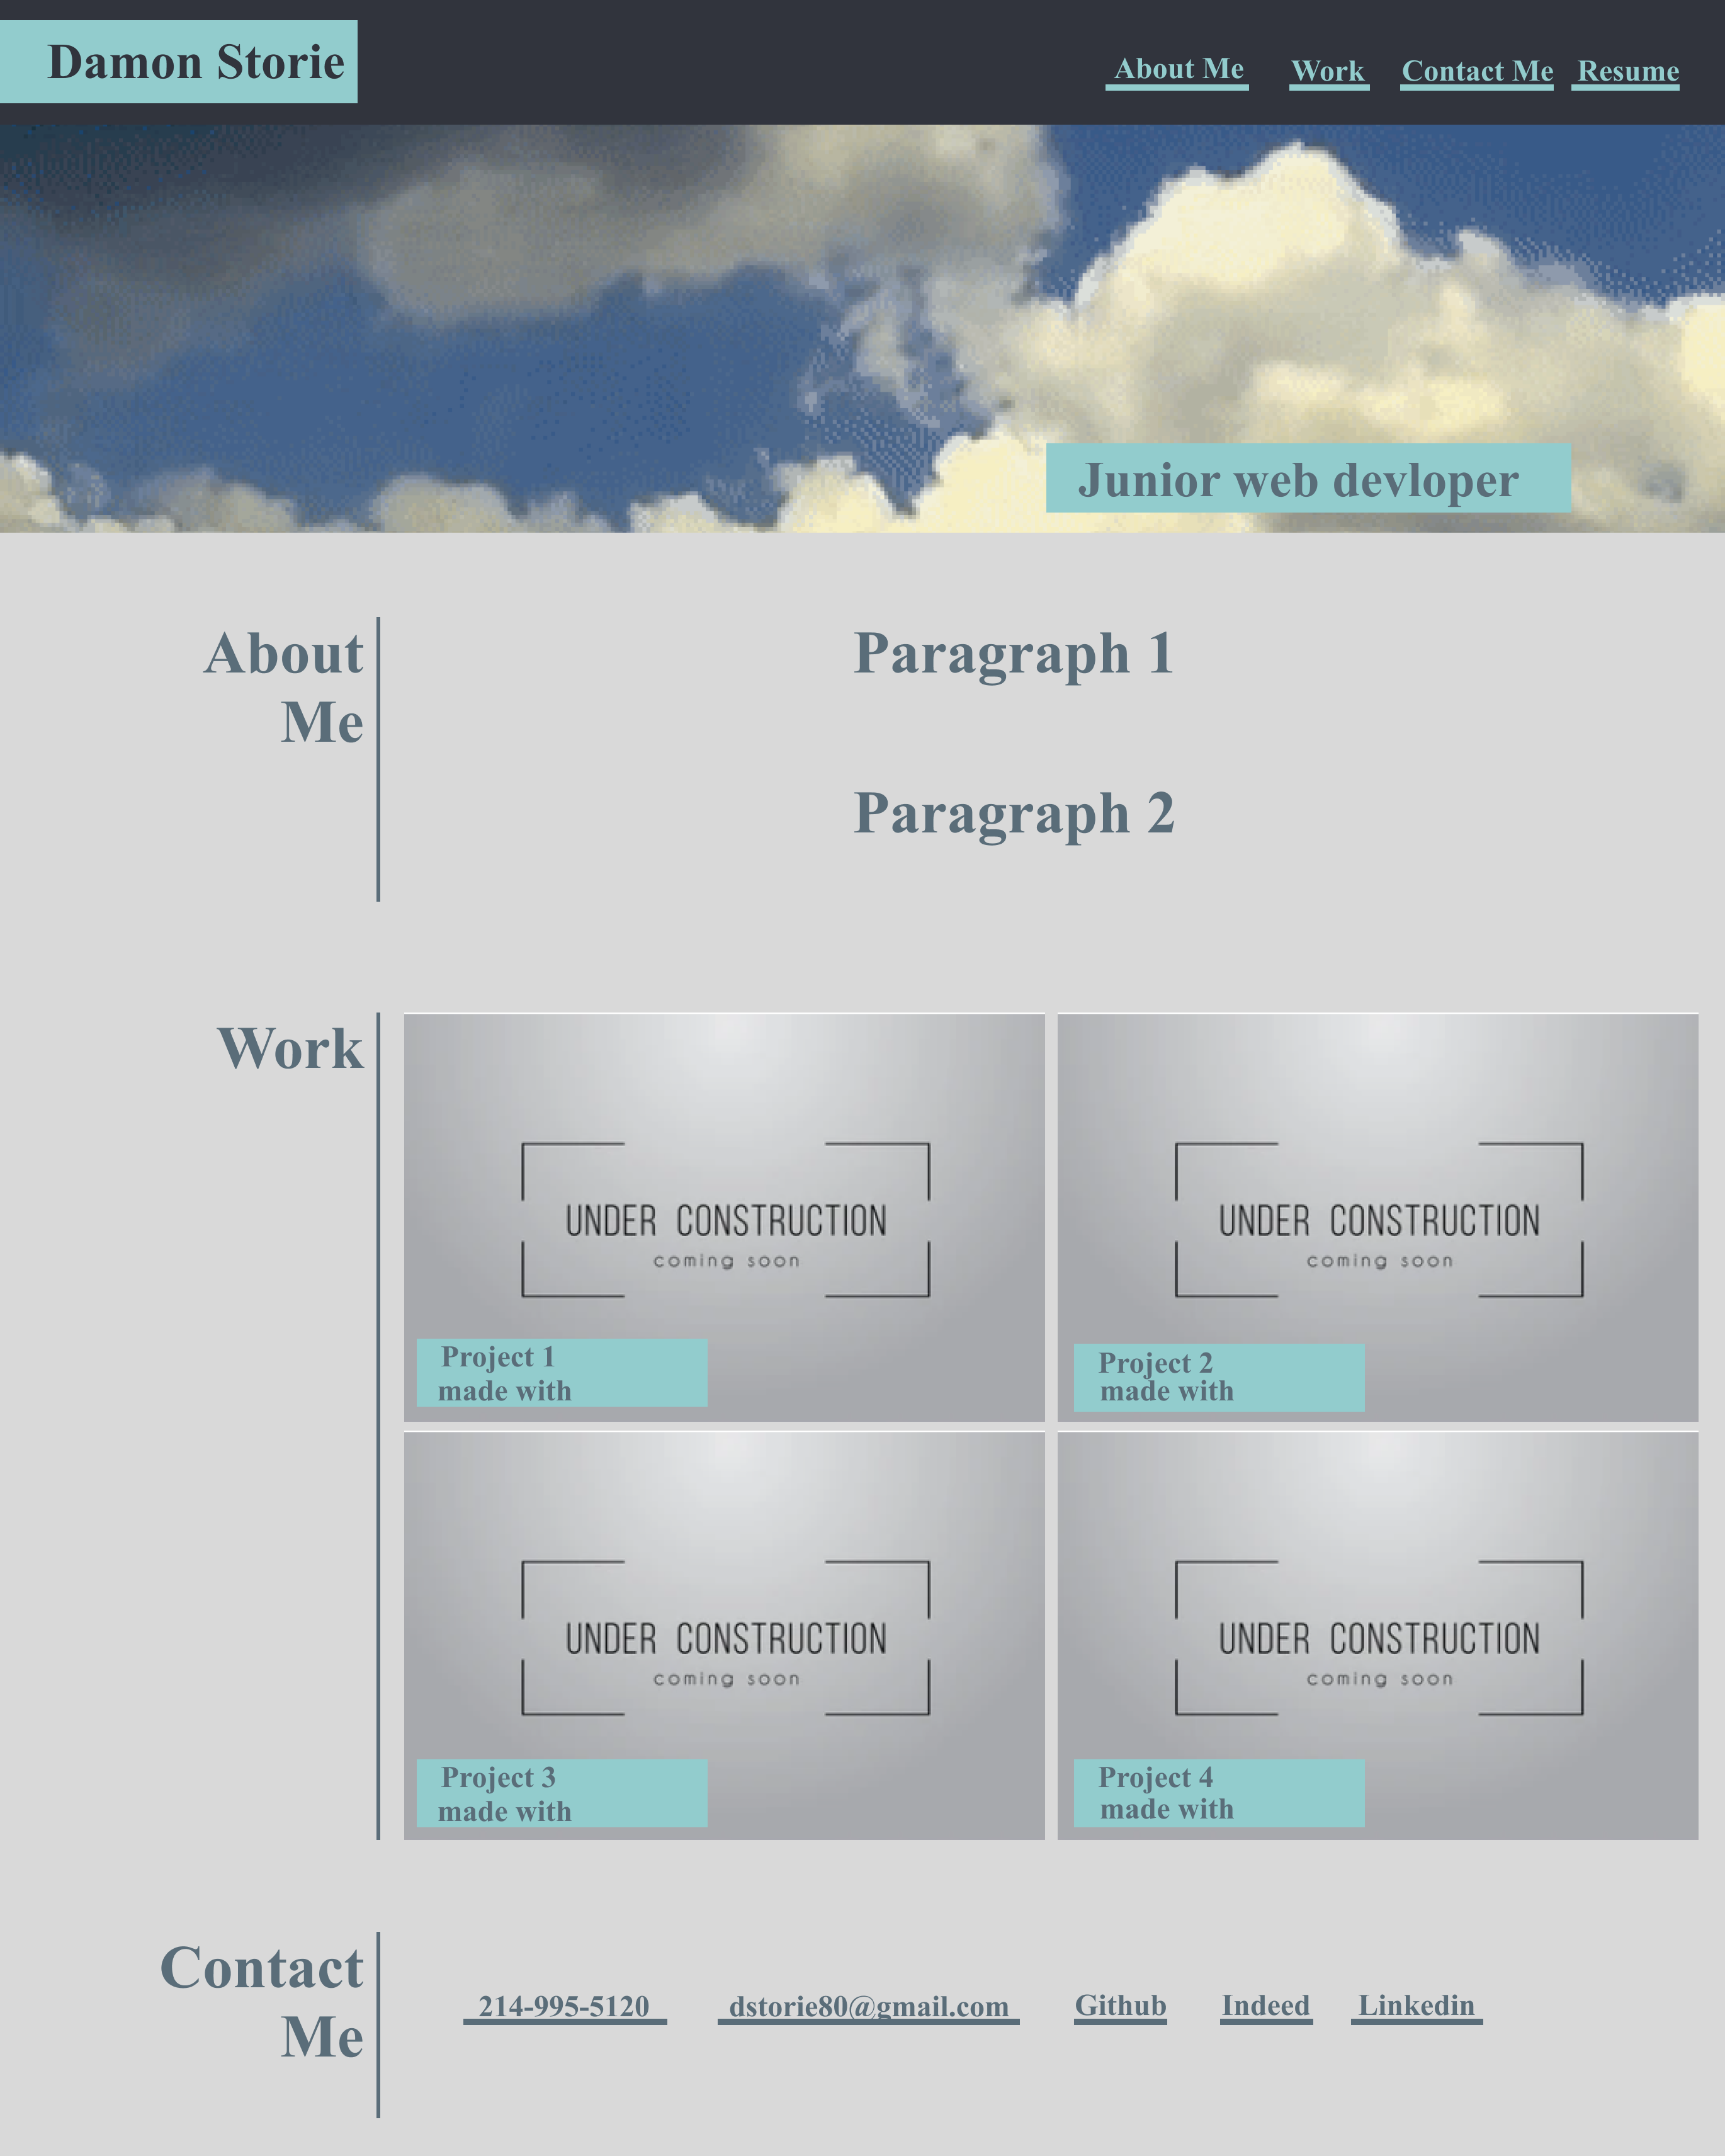 Damon Storie
About Me Work Contact Me Resume
Junior web devloper
About
Me
Paragraph 1
Paragraph 2
Work
UNDER CONSTRUCTION
coming soon
Project 1
made with
UNDER CONSTRUCTION
coming soon
Project 2
made with
UNDER CONSTRUCTION
coming soon
Project 3
made with
UNDER CONSTRUCTION
coming soon
Project 4
made with
Contact
Me
214-995-5120 dstorie80@gmail.com Github Indeed Linkedin